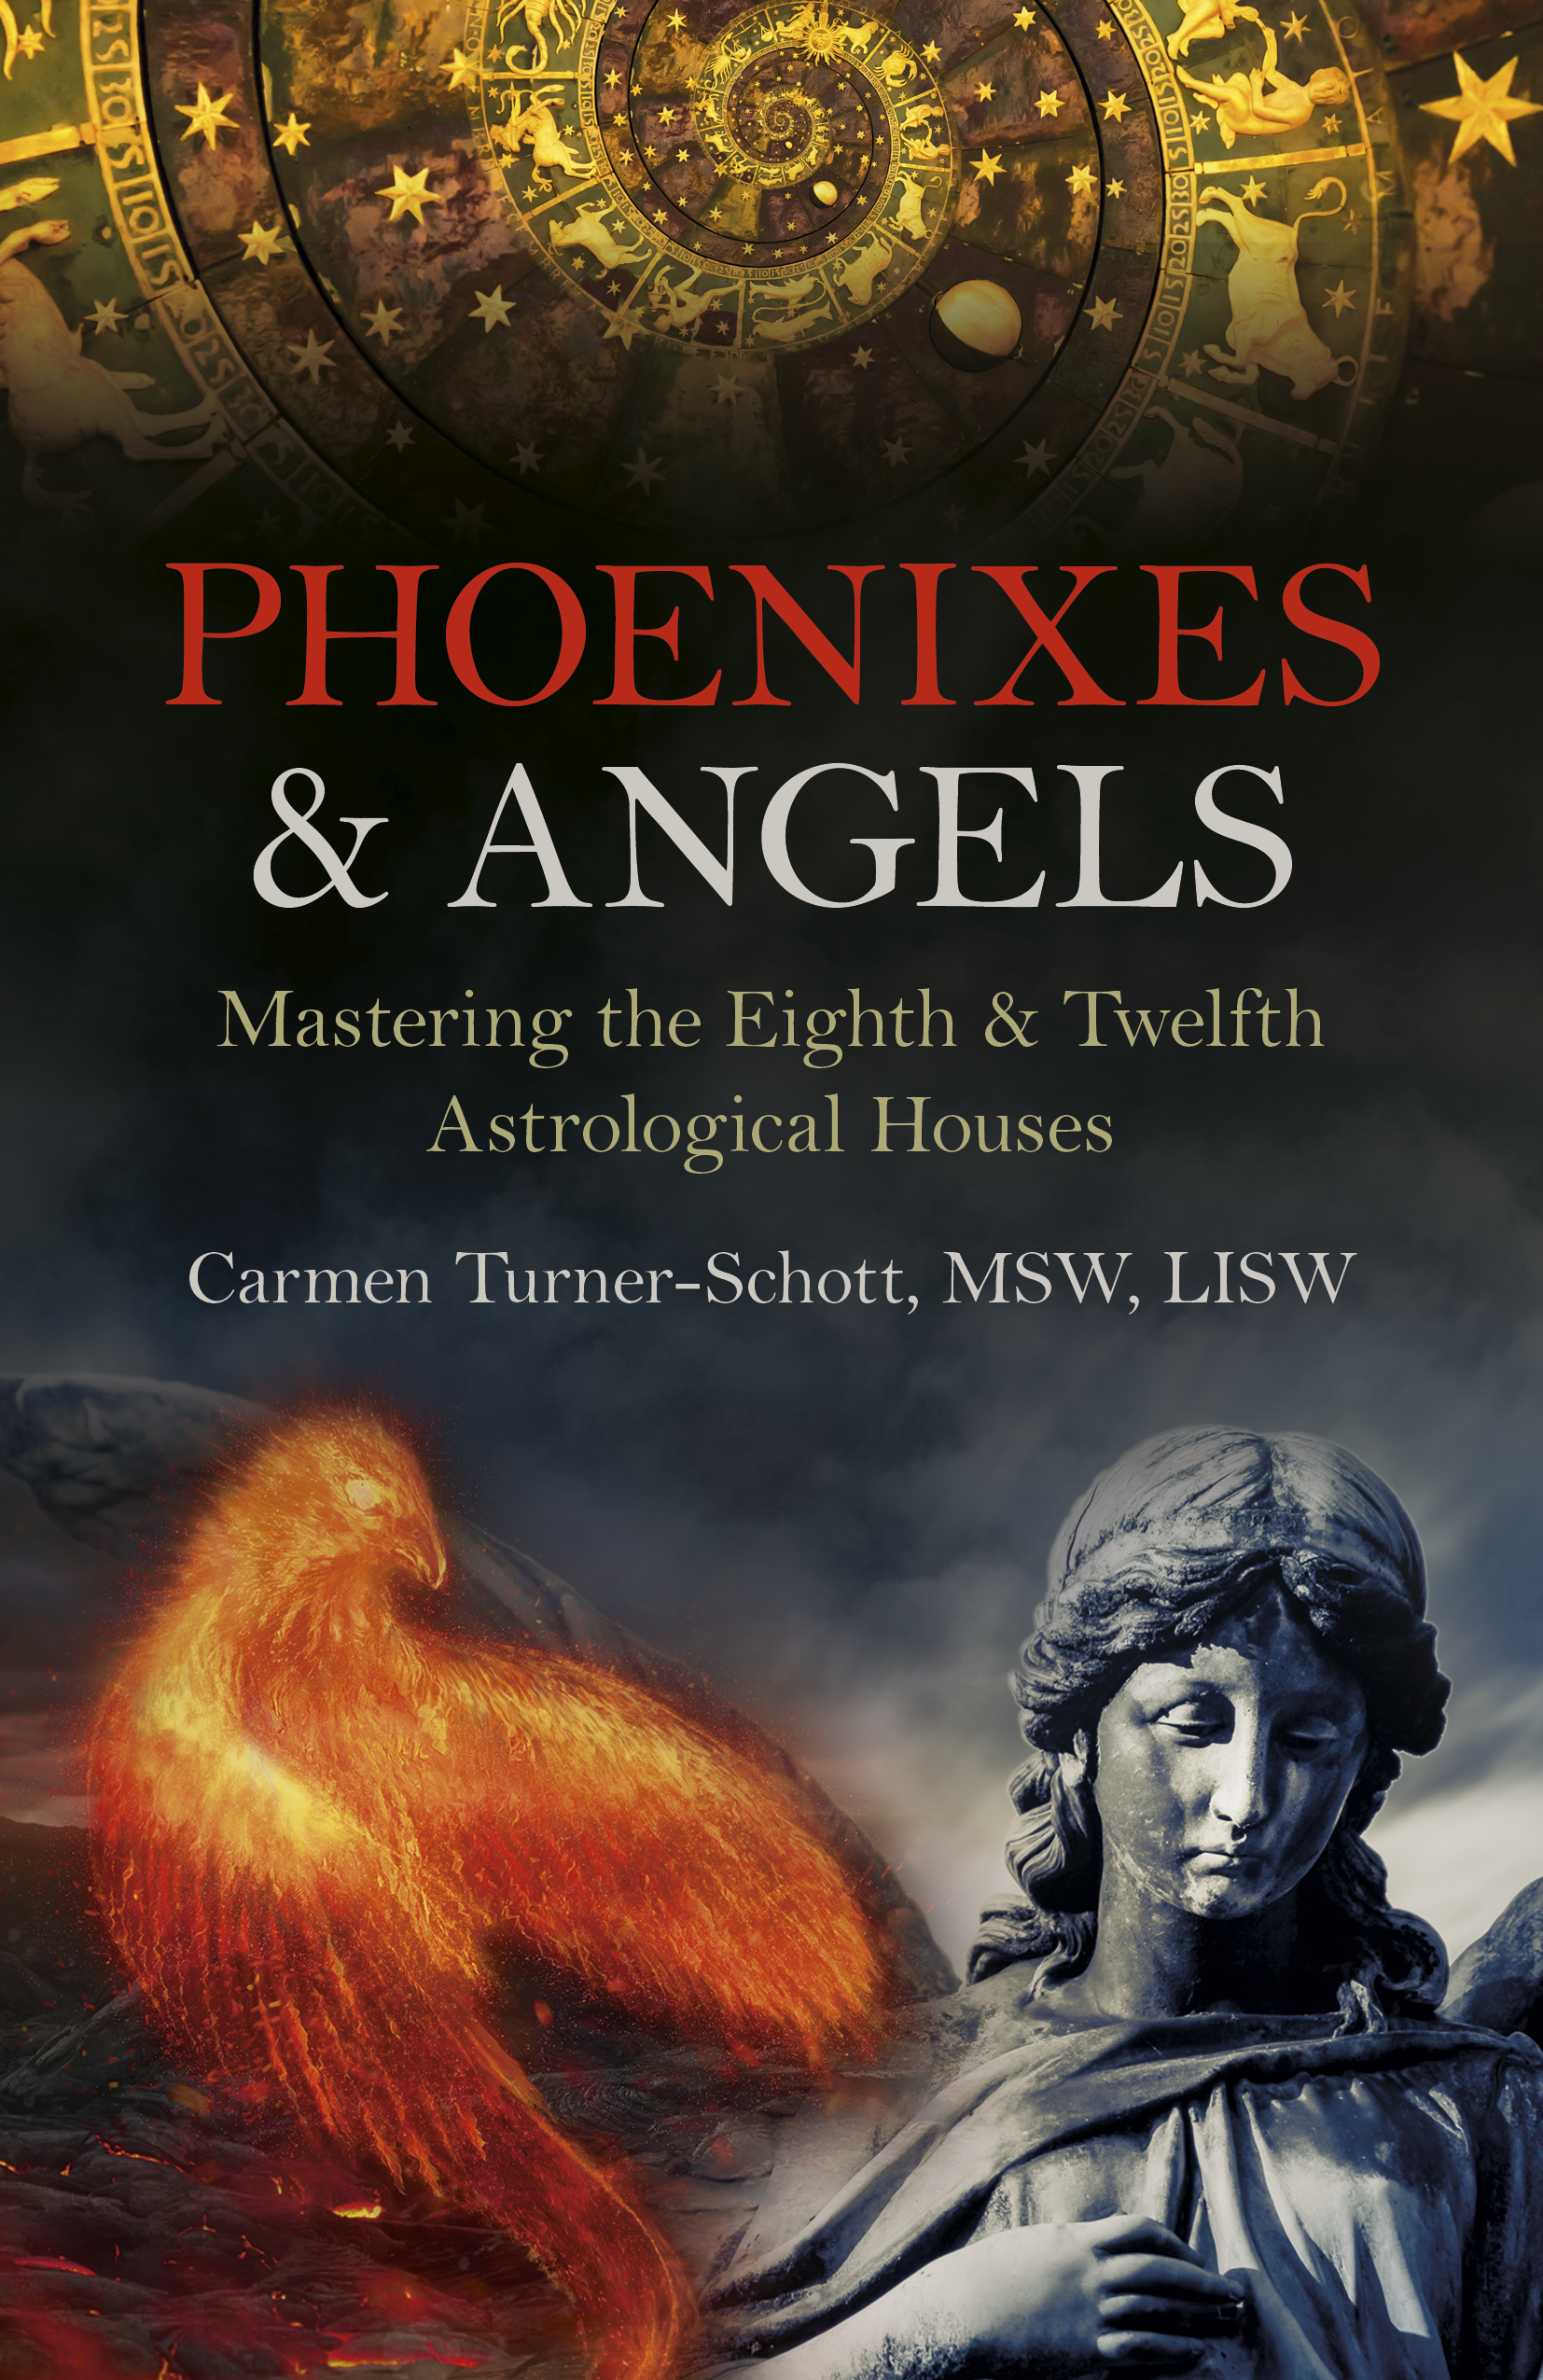 PHOENIXES
& ANGELS
Mastering the Eighth & Twelfth
Astrological Houses
Carmen Turner-Schott, MSW, LISW